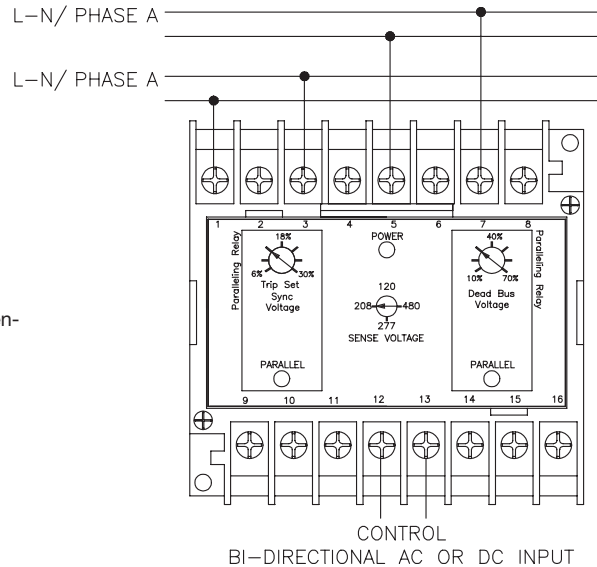 L–N/ PHASE A
L–N/ PHASE A
1 2 3 4 5 6 7 8
Paralleling Relay
18%
6% 30%
Trip Set
Sync
Voltage
PARALLEL
POWER
120
208 480
277
SENSE VOLTAGE
40%
10% 70%
Dead Bus
Voltage
PARALLEL
Paralleling Relay
on-
9 10 11 12 13 14 15 16
CONTROL
BI–DIRECTIONAL AC OR DC INPUT